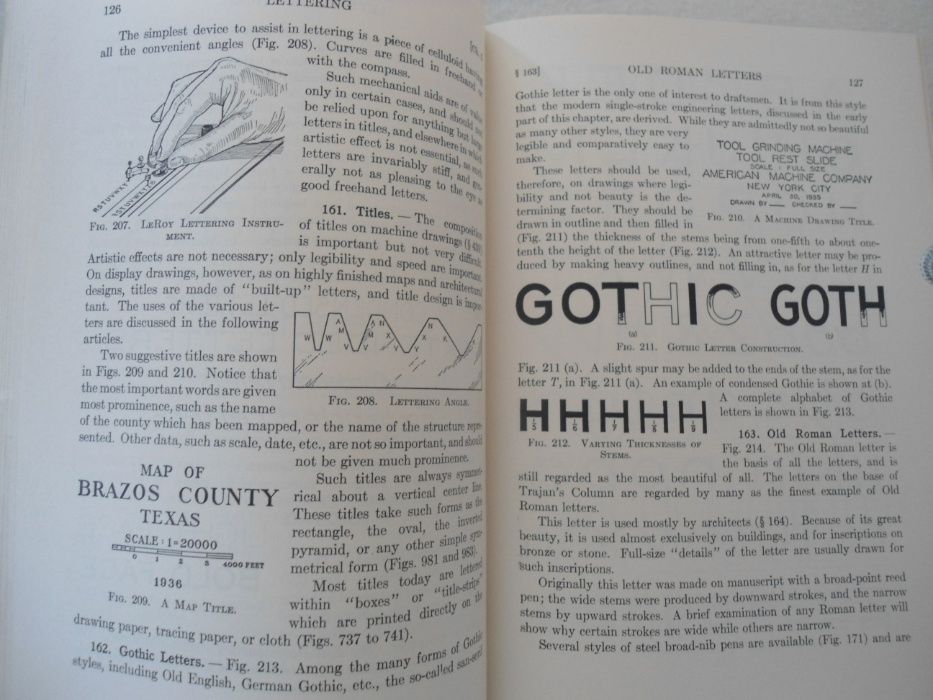 126
LETTERING
The simplest device to assist in lettering is a piece of celluloid having
all the convenient angles (Fig. 208). Curves are filled in freehand or
with the compass.
Such mechanical aids are of value
only in certain cases, and should not
be relied upon for anything but large
letters in titles, and elsewhere in which
artistic effect is not essential, as such
letters are invariably stiff, and gen-
erally not as pleasing to the eye as
good freehand letters.
RSTUVWXY
RSTUVWXYZ
Fig. 207. LeRoy Lettering Instru-
ment.
161. Titles. — The composition
of titles on machine drawings
is important but not very difficult.
Artistic effects are not necessary; only legibility and speed are important.
On display drawings, however, as on highly finished maps and architectural
designs, titles are made of "built-up" letters, and title design is impor-
tant. The uses of the various let-
ters are discussed in the following
articles.
Two suggestive titles are shown
in Figs. 209 and 210. Notice that
the most important words are given
most prominence, such as the name
of the county which has been mapped, or the name of the structure repre-
sented. Other data, such as scale, date, etc., are not so important, and should
not be given much prominence.
W A M V V A N X Y N X Y
Fig. 208. Lettering Angle.
MAP OF
BRAZOS COUNTY
TEXAS
SCALE: 1=20000
0 1 2 3 4000 FEET
1936
Fig. 209. A Map Title.
Such titles are always symmet-
rical about a vertical center line.
These titles take such forms as the
rectangle, the oval, the inverted
pyramid, or any other simple sym-
metrical form (Figs. 981 and 983).
Most titles today are lettered
within "boxes" or "title-strips"
which are printed directly on the
drawing paper, tracing paper, or cloth (Figs. 737 to 741).
162. Gothic Letters. — Fig. 213. Among the many forms of Gothic
styles, including Old English, German Gothic, etc., the so-called san-serif
§ 163]
OLD ROMAN LETTERS
127
Gothic letter is the only one of interest to draftsmen. It is from this style
that the modern single-stroke engineering letters, discussed in the early
part of this chapter, are derived. While they are admittedly not so beautiful
as many other styles, they are very
legible and comparatively easy to
make.
These letters should be used,
therefore, on drawings where legi-
bility and not beauty is the de-
termining factor. They should be
drawn in outline and then filled in
TOOL GRINDING MACHINE
TOOL REST SLIDE
SCALE : FULL SIZE
AMERICAN MACHINE COMPANY
NEW YORK CITY
APRIL 30, 1935
DRAWN BY CHECKED BY
Fig. 210. A Machine Drawing Title.
(Fig. 211) the thickness of the stems being from one-fifth to about one-
tenth the height of the letter (Fig. 212). An attractive letter may be pro-
duced by making heavy outlines, and not filling in, as for the letter H in
GOTHIC GOTH
(a) (b)
Fig. 211. Gothic Letter Construction.
Fig. 211 (a). A slight spur may be added to the ends of the stem, as for the
letter T, in Fig. 211 (a). An example of condensed Gothic is shown at (b).
HHHHH
1/5 1/6 1/7 1/8 1/9
Fig. 212. Varying Thicknesses of
Stems.
A complete alphabet of Gothic
letters is shown in Fig. 213.
163. Old Roman Letters. —
Fig. 214. The Old Roman letter is
the basis of all the letters, and is
still regarded as the most beautiful of all. The letters on the base of
Trajan's Column are regarded by many as the finest example of Old
Roman letters.
This letter is used mostly by architects (§ 164). Because of its great
beauty, it is used almost exclusively on buildings, and for inscriptions on
bronze or stone. Full-size "details" of the letter are usually drawn for
such inscriptions.
Originally this letter was made on manuscript with a broad-point reed
pen; the wide stems were produced by downward strokes, and the narrow
stems by upward strokes. A brief examination of any Roman letter will
show why certain strokes are wide while others are narrow.
Several styles of steel broad-nib pens are available (Fig. 171) and are